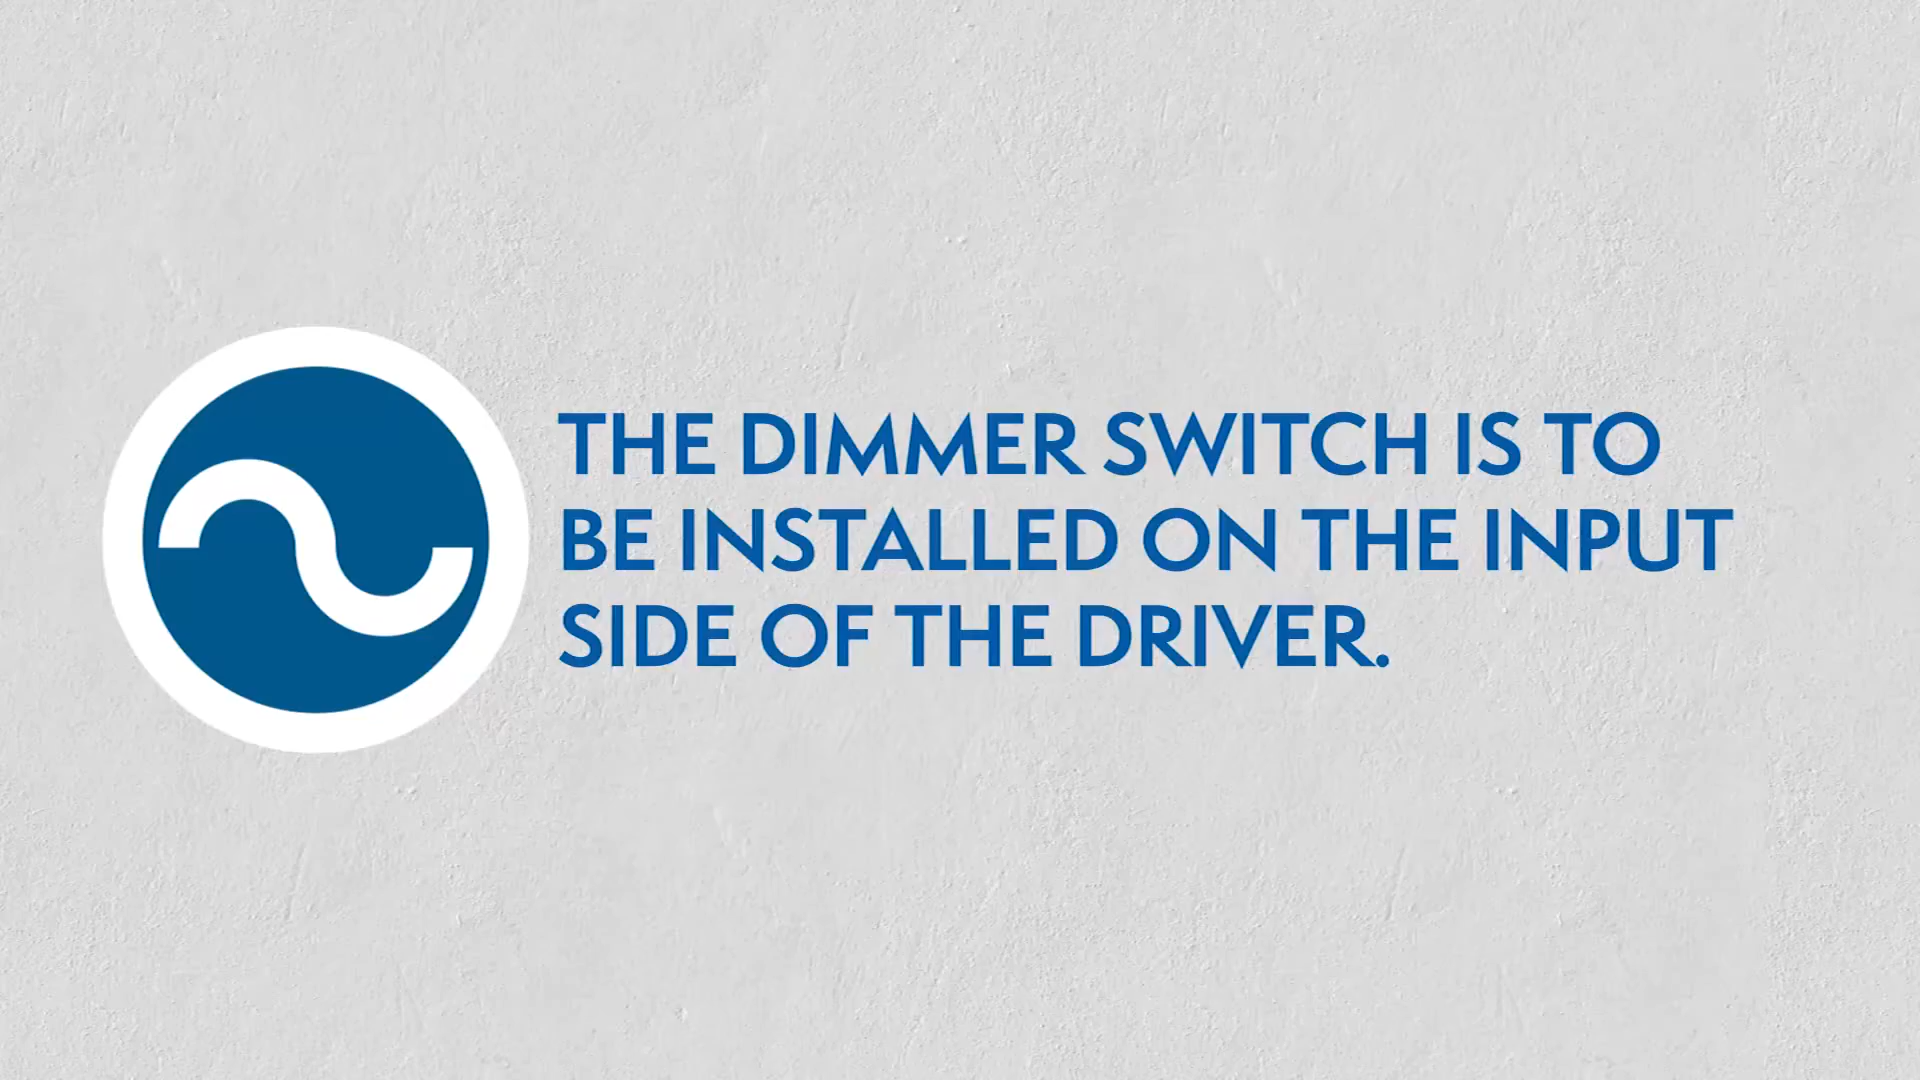 THE DIMMER SWITCH IS TO
BE INSTALLED ON THE INPUT
SIDE OF THE DRIVER.